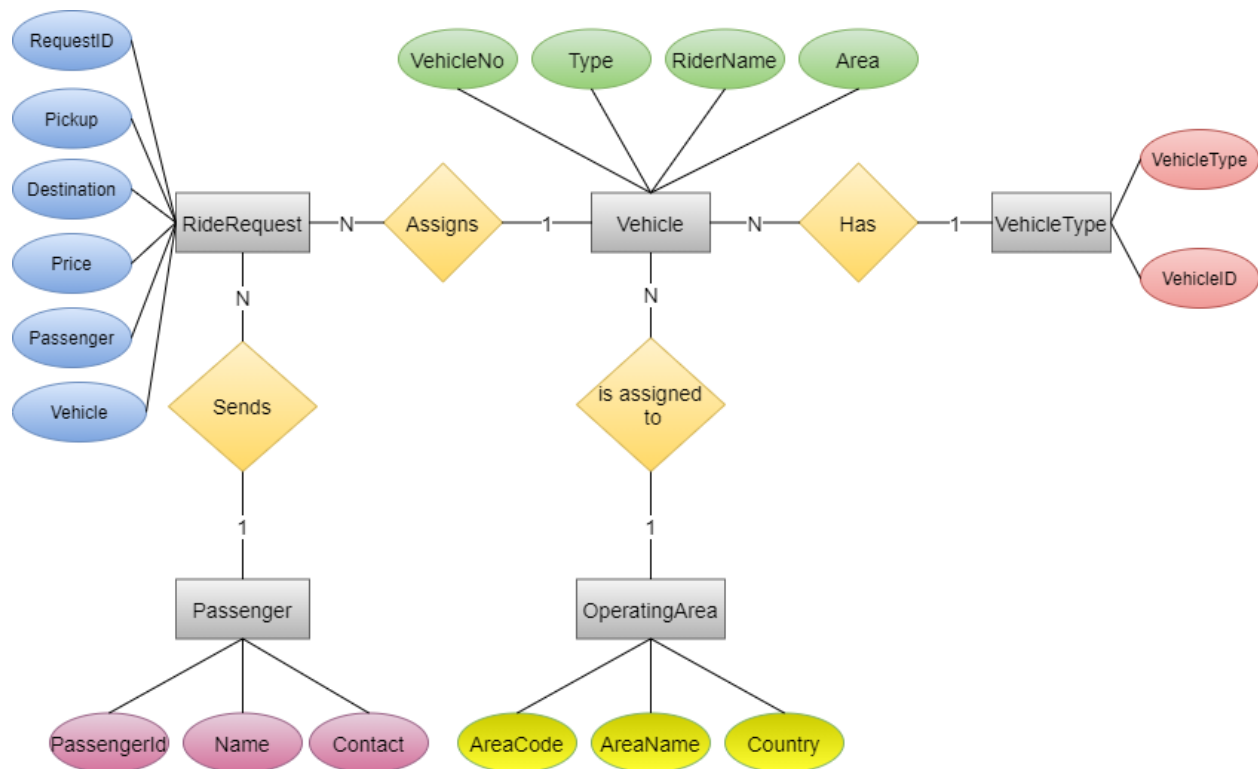 RequestID
VehicleNo
Type
RiderName
Area
Pickup
VehicleType
Destination
RideRequest
N
Assigns
1
Vehicle
N
Has
1
VehicleType
Price
VehicleID
N
N
Passenger
Vehicle
Sends
is assigned
to
1
1
Passenger
OperatingArea
PassengerId
Name
Contact
AreaCode
AreaName
Country